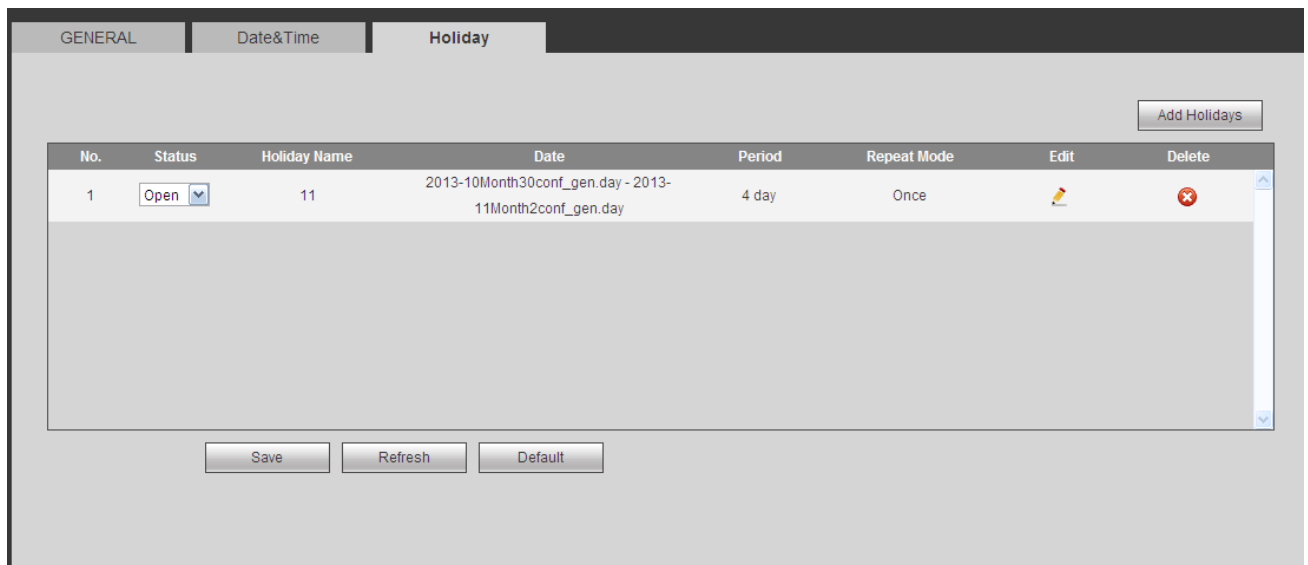 GENERAL Date&Time Holiday
Add Holidays
No. Status Holiday Name Date Period Repeat Mode Edit Delete
1 Open 11 2013-10Month30conf_gen.day - 2013- 4 day Once
11Month2conf_gen.day
Save Refresh Default